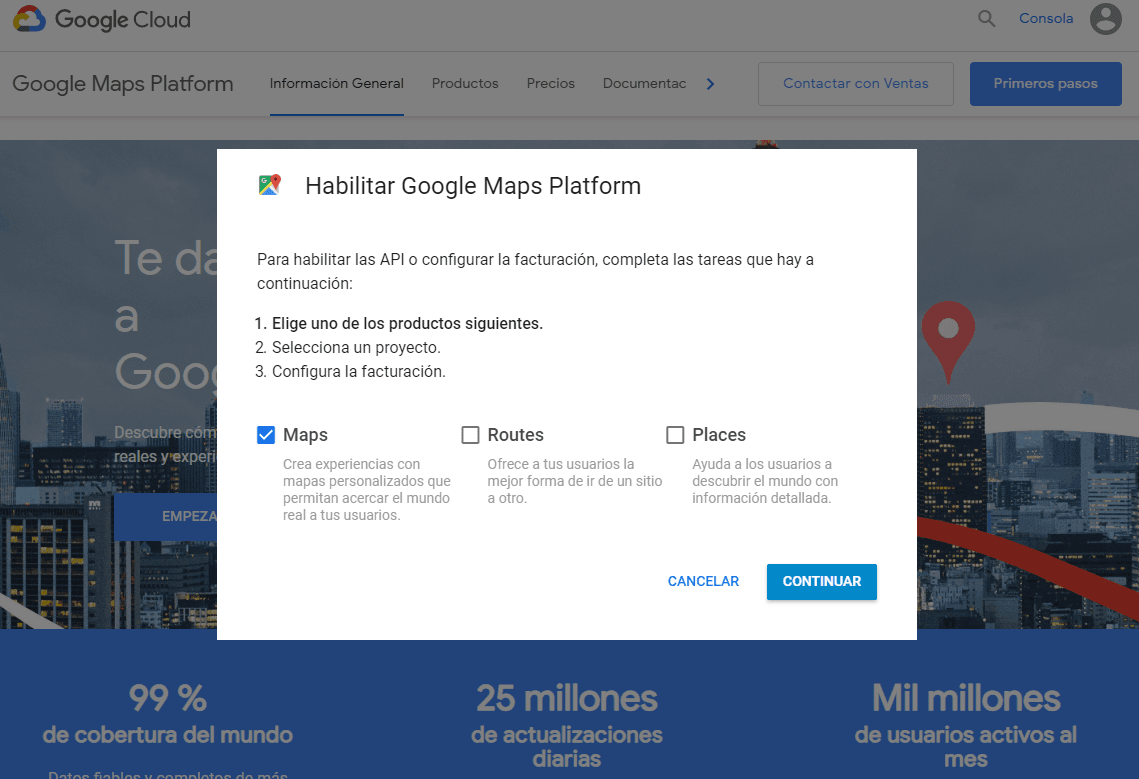 Google Cloud
Consola
Google Maps Platform
Información General
Productos
Precios
Documentac
Contactar con Ventas
Primeros pasos
Te da
a
Goog
Descubre cóm
reales y experi
EMPEZA
Habilitar Google Maps Platform
Para habilitar las API o configurar la facturación, completa las tareas que hay a
continuación:
1. Elige uno de los productos siguientes.
2. Selecciona un proyecto.
3. Configura la facturación.
Maps
Crea experiencias con
mapas personalizados que
permitan acercar el mundo
real a tus usuarios.
Routes
Ofrece a tus usuarios la
mejor forma de ir de un sitio
a otro.
Places
Ayuda a los usuarios a
descubrir el mundo con
información detallada.
CANCELAR
CONTINUAR
99 %
de cobertura del mundo
Datos fiables y completos de más
25 millones
de actualizaciones
diarias
Mil millones
de usuarios activos al
mes